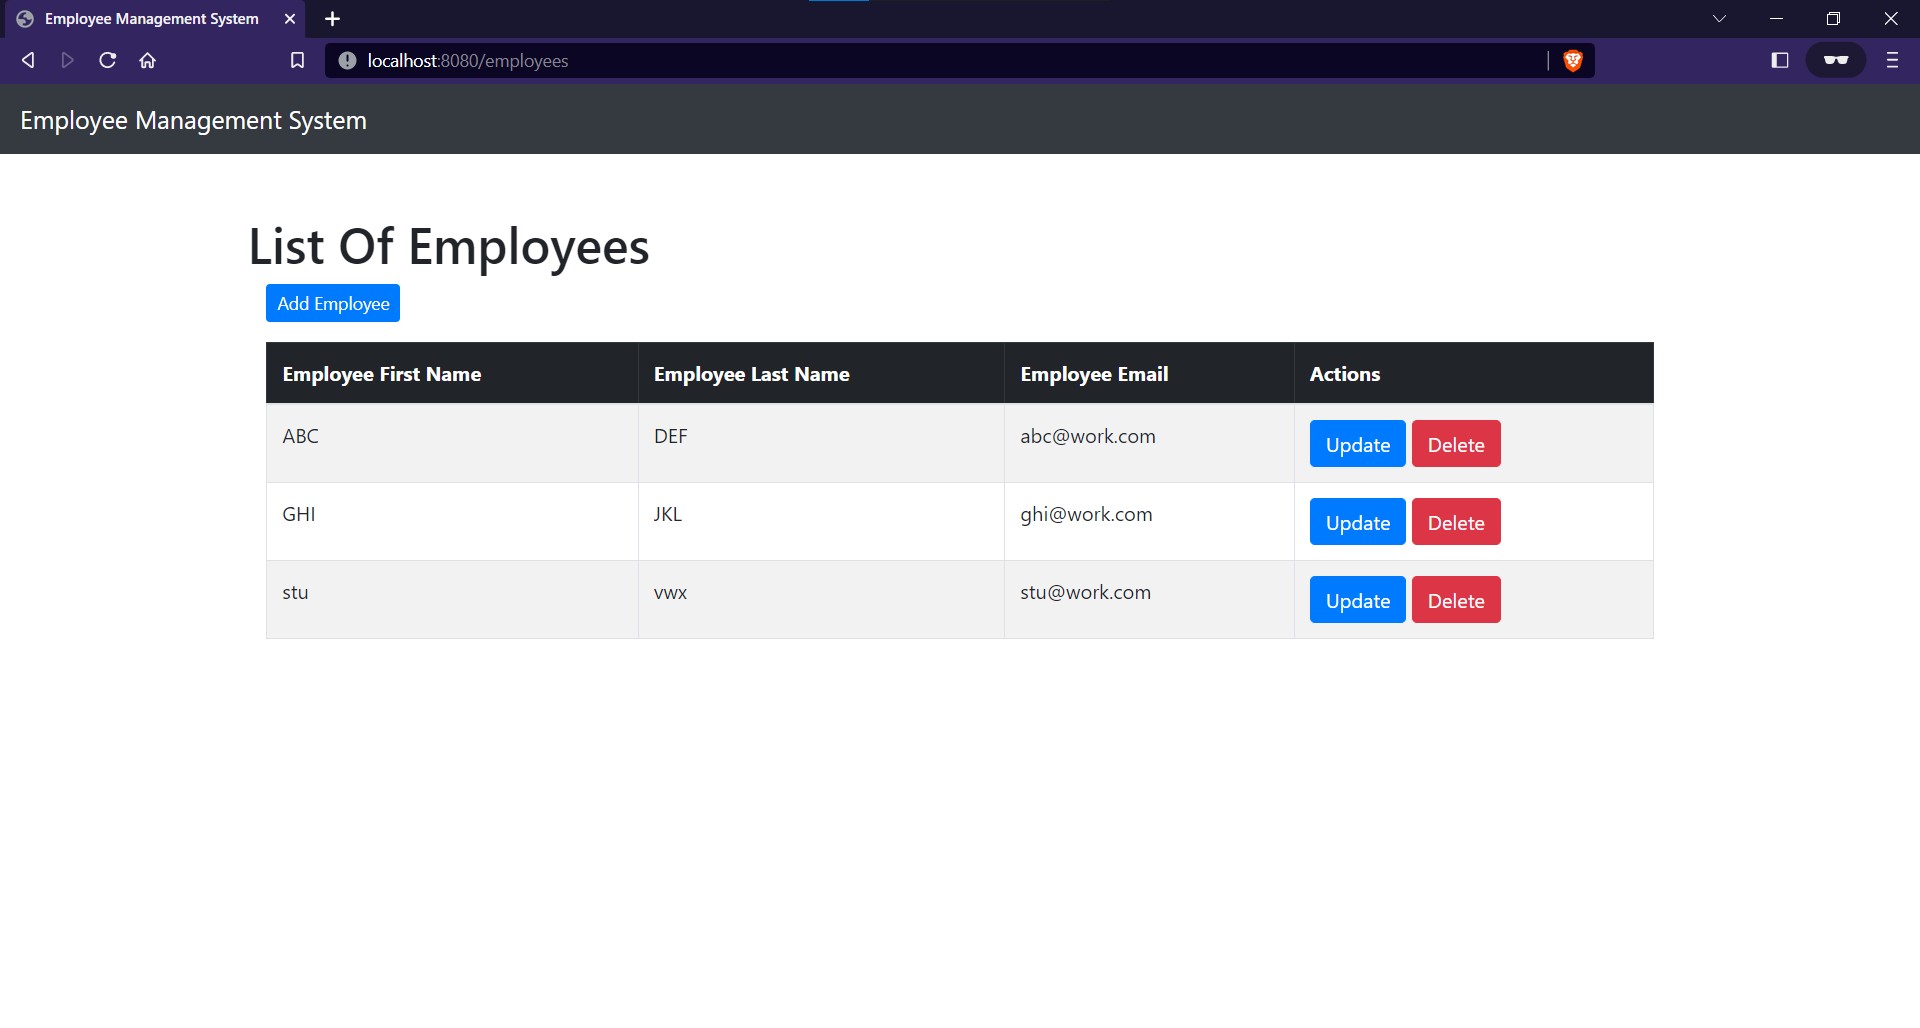 Employee Management System
localhost:8080/employees
Employee Management System
List Of Employees
Add Employee
Employee First Name Employee Last Name Employee Email Actions
ABC DEF abc@work.com Update Delete
GHI JKL ghi@work.com Update Delete
stu vwx stu@work.com Update Delete